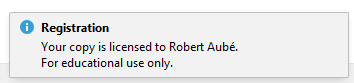 Registration
Your copy is licensed to Robert Aubé.
For educational use only.